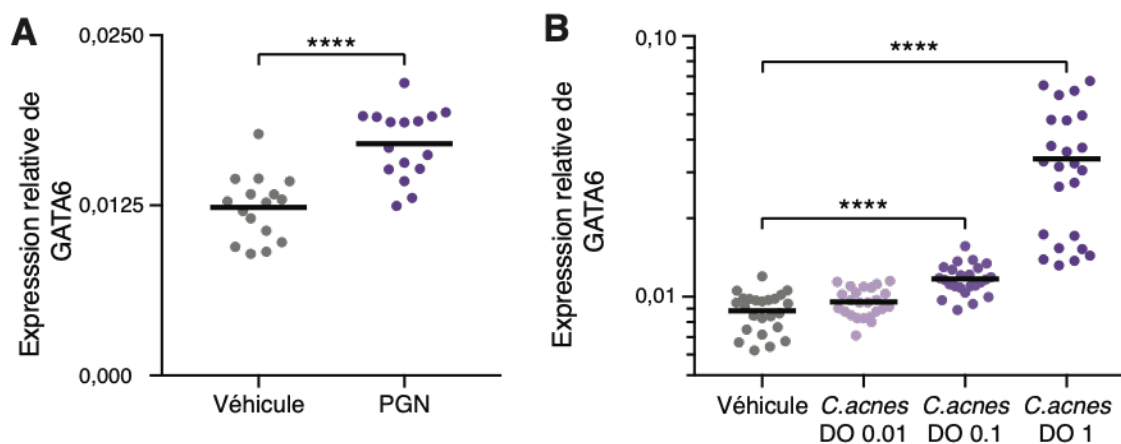 A
Expresssion relative de
GATA6
0,0250
0,0125
0,000
****
Véhicule
PGN
B
Expresssion relative de
GATA6
0,10
0,01
****
****
Véhicule
C.acnes
DO 0.01
C.acnes
DO 0.1
C.acnes
DO 1